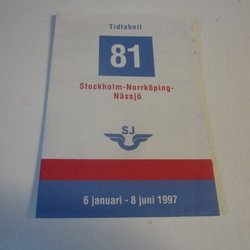 Tidtabell
81
Stockholm-Norrköping-
Nässjö
SJ
6 januari - 8 juni 1997